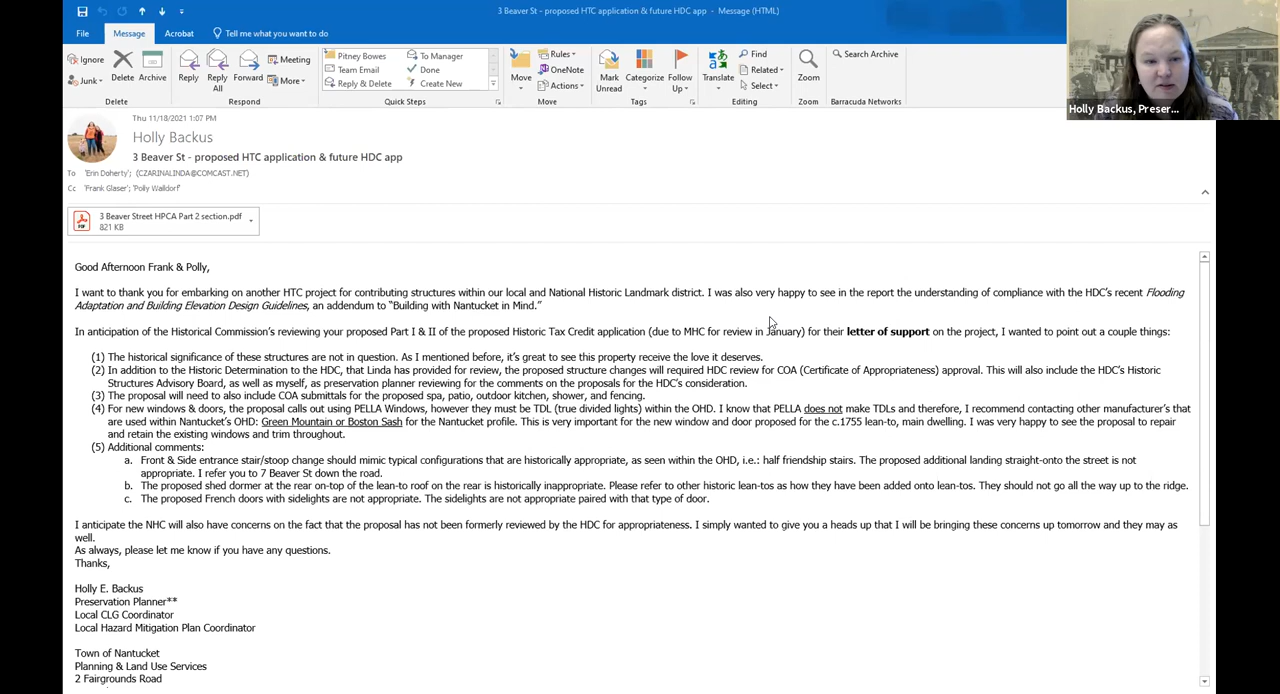 3 Beaver St - proposed HTC application & future HDC app - Message (HTML)
File Message Acrobat Tell me what you want to do
Ignore
Junk
Delete
Archive
Delete
Reply
Reply All
Forward
Meeting
More
Respond
Pitney Bowes
Team Email
Reply & Delete
To Manager
Done
Create New
Quick Steps
Move
Rules
OneNote
Actions
Move
Mark Unread
Categorize
Follow Up
Tags
Translate
Find
Related
Select
Editing
Zoom
Zoom
Search Archive
Barracuda Networks
Holly Backus, Preser...
Thu 11/18/2021 1:07 PM
Holly Backus
3 Beaver St - proposed HTC application & future HDC app
To 'Erin Doherty'; (CZARINALINDA@COMCAST.NET)
Cc 'Frank Glaser'; 'Polly Walldorf'
3 Beaver Street HPCA Part 2 section.pdf
821 KB
Good Afternoon Frank & Polly,
I want to thank you for embarking on another HTC project for contributing structures within our local and National Historic Landmark district. I was also very happy to see in the report the understanding of compliance with the HDC's recent Flooding
Adaptation and Building Elevation Design Guidelines, an addendum to "Building with Nantucket in Mind."
In anticipation of the Historical Commission's reviewing your proposed Part I & II of the proposed Historic Tax Credit application (due to MHC for review in January) for their letter of support on the project, I wanted to point out a couple things:
(1) The historical significance of these structures are not in question. As I mentioned before, it's great to see this property receive the love it deserves.
(2) In addition to the Historic Determination to the HDC, that Linda has provided for review, the proposed structure changes will required HDC review for COA (Certificate of Appropriateness) approval. This will also include the HDC's Historic
Structures Advisory Board, as well as myself, as preservation planner reviewing for the comments on the proposals for the HDC's consideration.
(3) The proposal will need to also include COA submittals for the proposed spa, patio, outdoor kitchen, shower, and fencing.
(4) For new windows & doors, the proposal calls out using PELLA Windows, however they must be TDL (true divided lights) within the OHD. I know that PELLA does not make TDLs and therefore, I recommend contacting other manufacturer's that
are used within Nantucket's OHD: Green Mountain or Boston Sash for the Nantucket profile. This is very important for the new window and door proposed for the c.1755 lean-to, main dwelling. I was very happy to see the proposal to repair
and retain the existing windows and trim throughout.
(5) Additional comments:
a. Front & Side entrance stair/stoop change should mimic typical configurations that are historically appropriate, as seen within the OHD, i.e.: half friendship stairs. The proposed additional landing straight-onto the street is not
appropriate. I refer you to 7 Beaver St down the road.
b. The proposed shed dormer at the rear on-top of the lean-to roof on the rear is historically inappropriate. Please refer to other historic lean-tos as how they have been added onto lean-tos. They should not go all the way up to the ridge.
c. The proposed French doors with sidelights are not appropriate. The sidelights are not appropriate paired with that type of door.
I anticipate the NHC will also have concerns on the fact that the proposal has not been formerly reviewed by the HDC for appropriateness. I simply wanted to give you a heads up that I will be bringing these concerns up tomorrow and they may as
well.
As always, please let me know if you have any questions.
Thanks,
Holly E. Backus
Preservation Planner**
Local CLG Coordinator
Local Hazard Mitigation Plan Coordinator
Town of Nantucket
Planning & Land Use Services
2 Fairgrounds Road